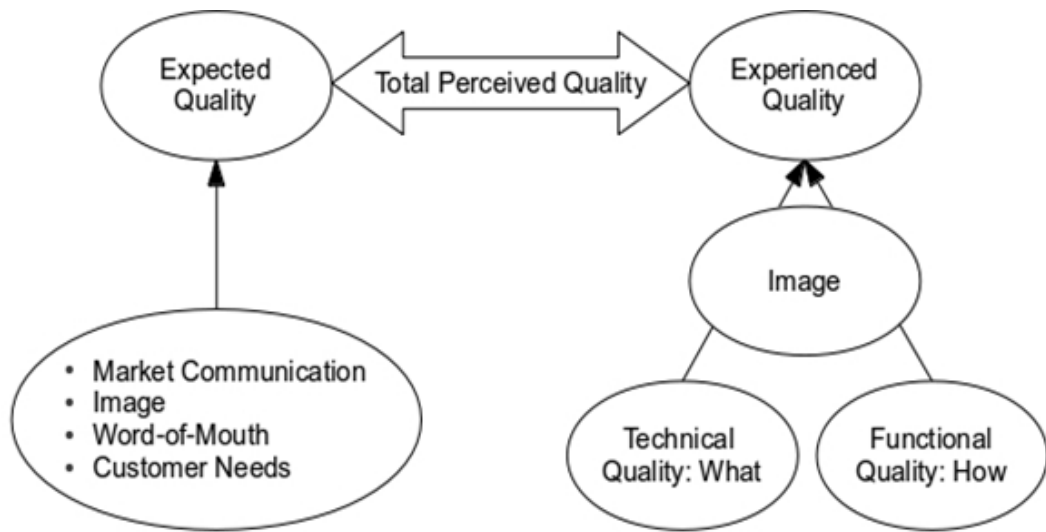 Expected
Quality
Total Perceived Quality
Experienced
Quality
Image
• Market Communication
• Image
• Word-of-Mouth
• Customer Needs
Technical
Quality: What
Functional
Quality: How